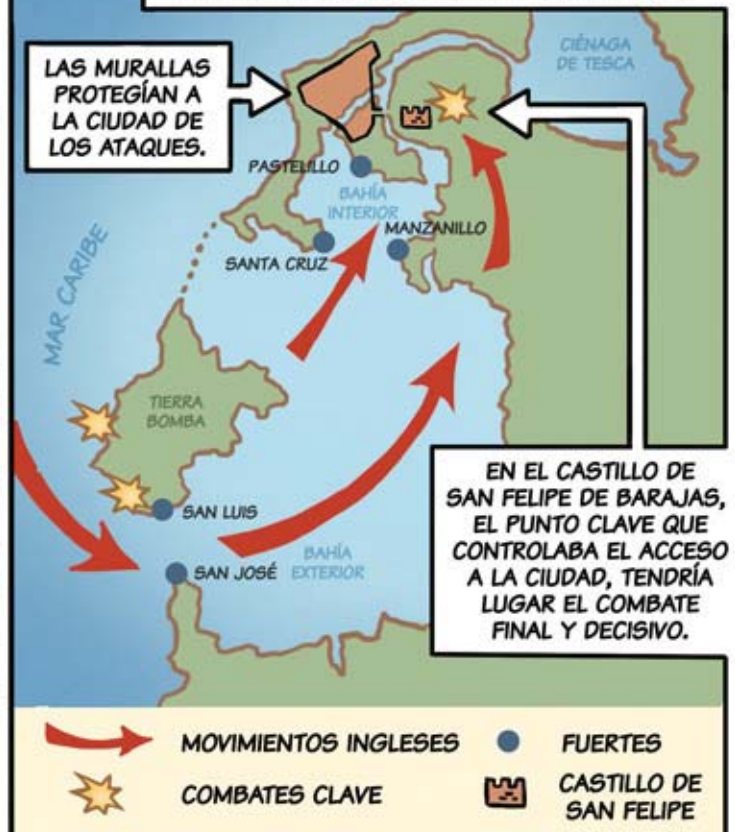 LAS MURALLAS
PROTEGÍAN A
LA CIUDAD DE
LOS ATAQUES.
CIÉNAGA
DE TESCA
PASTELILLO
BAHÍA
INTERIOR
MANZANILLO
SANTA CRUZ
MAR CARIBE
TIERRA
BOMBA
SAN LUIS
SAN JOSÉ
BAHÍA
EXTERIOR
EN EL CASTILLO DE
SAN FELIPE DE BARAJAS,
EL PUNTO CLAVE QUE
CONTROLABA EL ACCESO
A LA CIUDAD, TENDRÍA
LUGAR EL COMBATE
FINAL Y DECISIVO.
MOVIMIENTOS INGLESES
FUERTES
COMBATES CLAVE
CASTILLO DE
SAN FELIPE